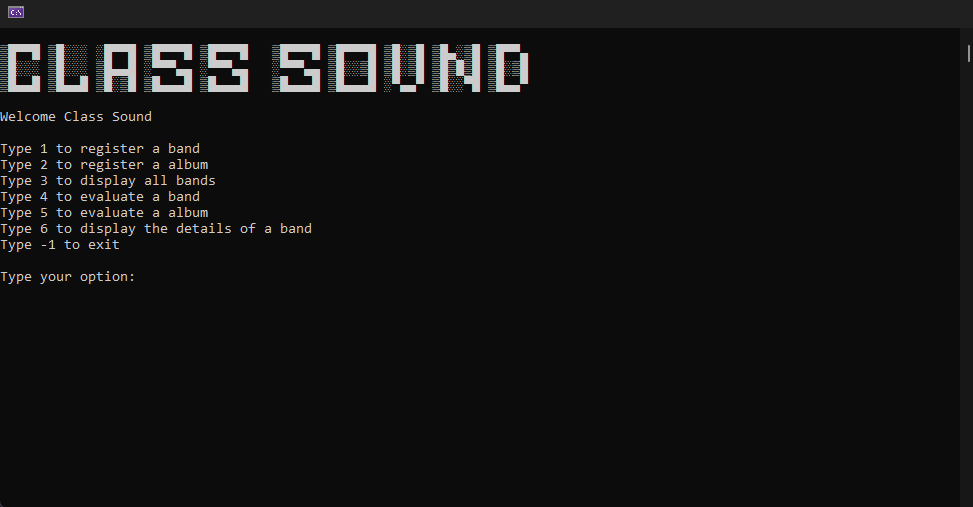 CLASS SOUND
Welcome Class Sound
Type 1 to register a band
Type 2 to register a album
Type 3 to display all bands
Type 4 to evaluate a band
Type 5 to evaluate a album
Type 6 to display the details of a band
Type -1 to exit
Type your option: